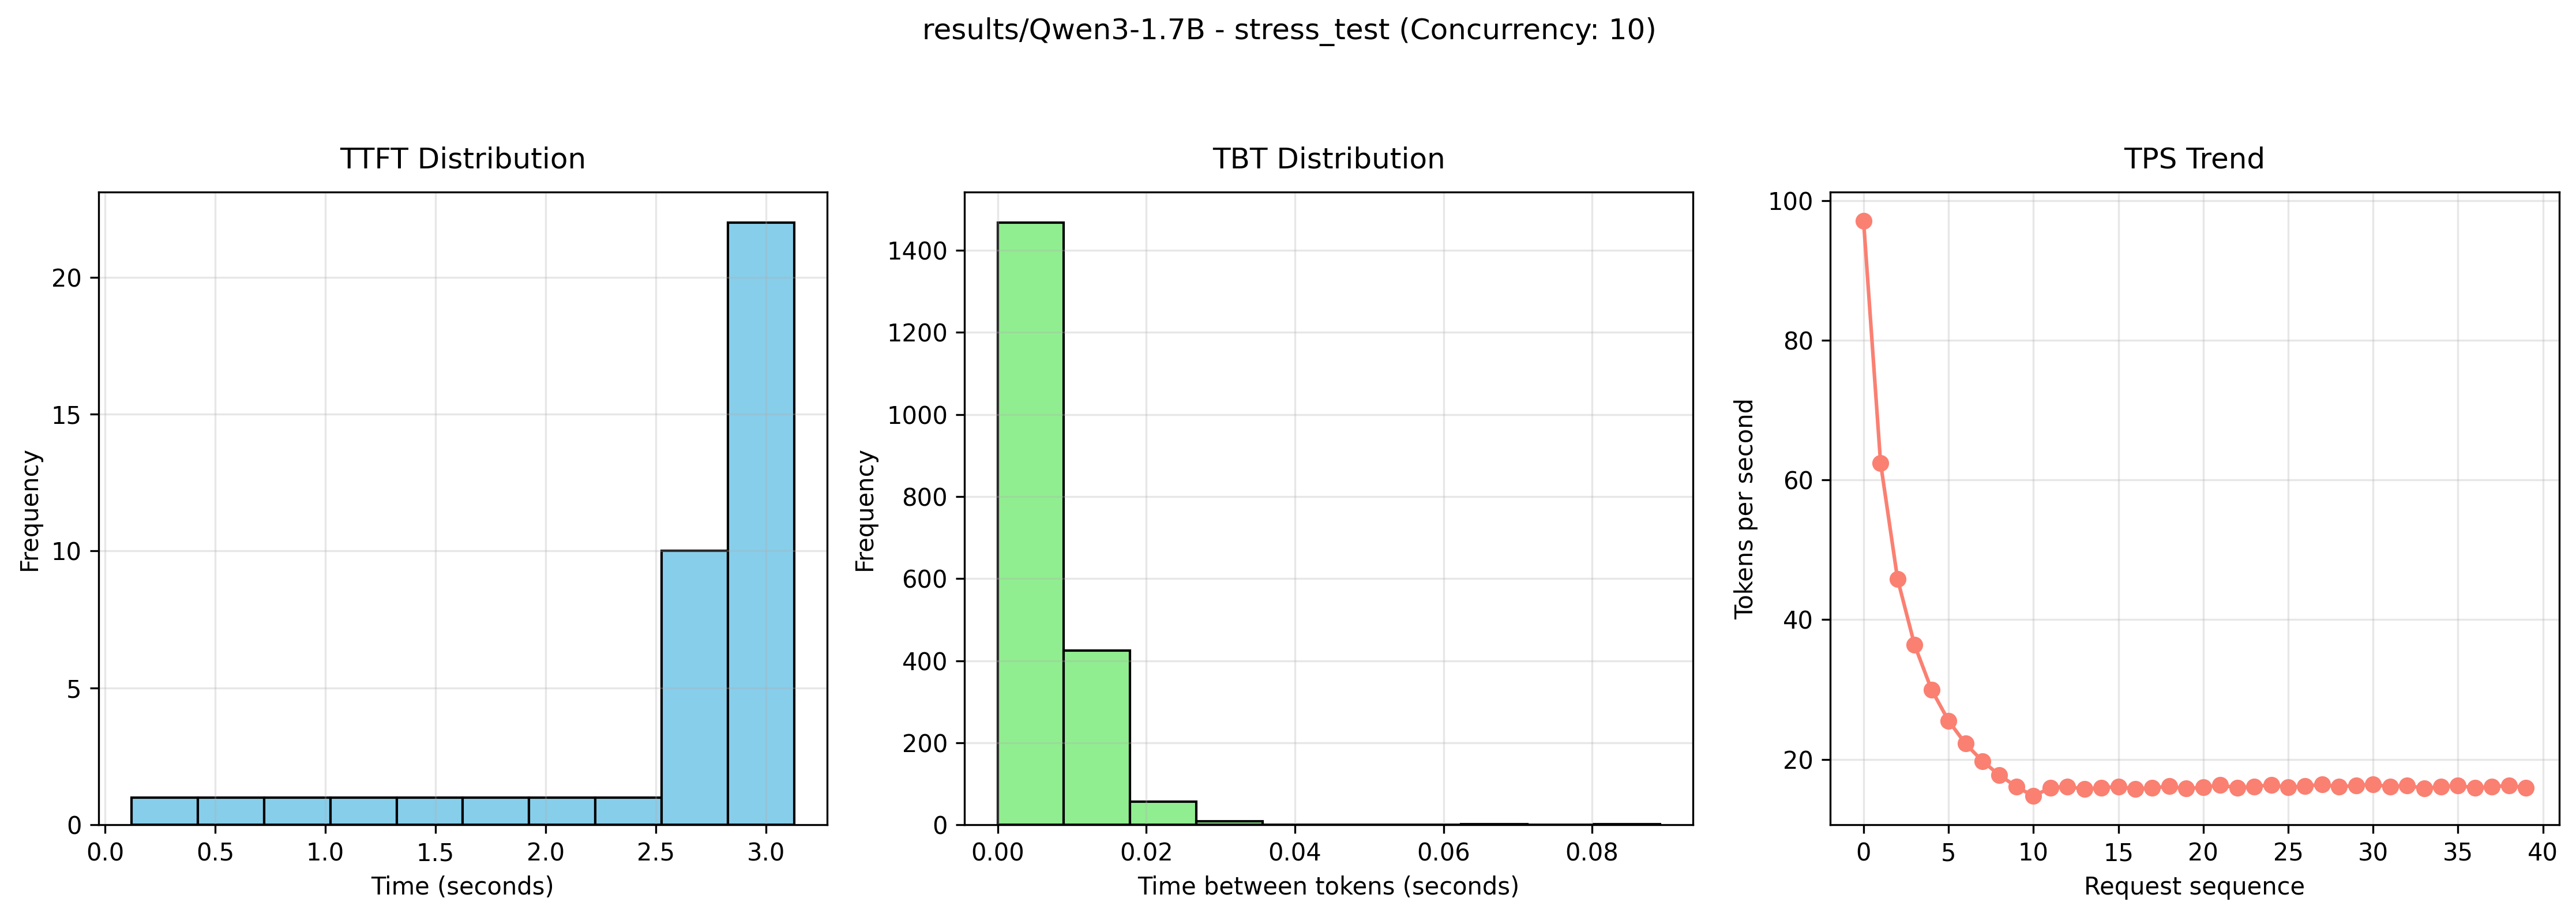 results/Qwen3-1.7B - stress_test (Concurrency: 10)
TTFT Distribution
Frequency
20
15
10
5
0
0.0 0.5 1.0 1.5 2.0 2.5 3.0
Time (seconds)
TBT Distribution
Frequency
1400
1200
1000
800
600
400
200
0
0.00 0.02 0.04 0.06 0.08
Time between tokens (seconds)
TPS Trend
Tokens per second
100
80
60
40
20
0 5 10 15 20 25 30 35 40
Request sequence